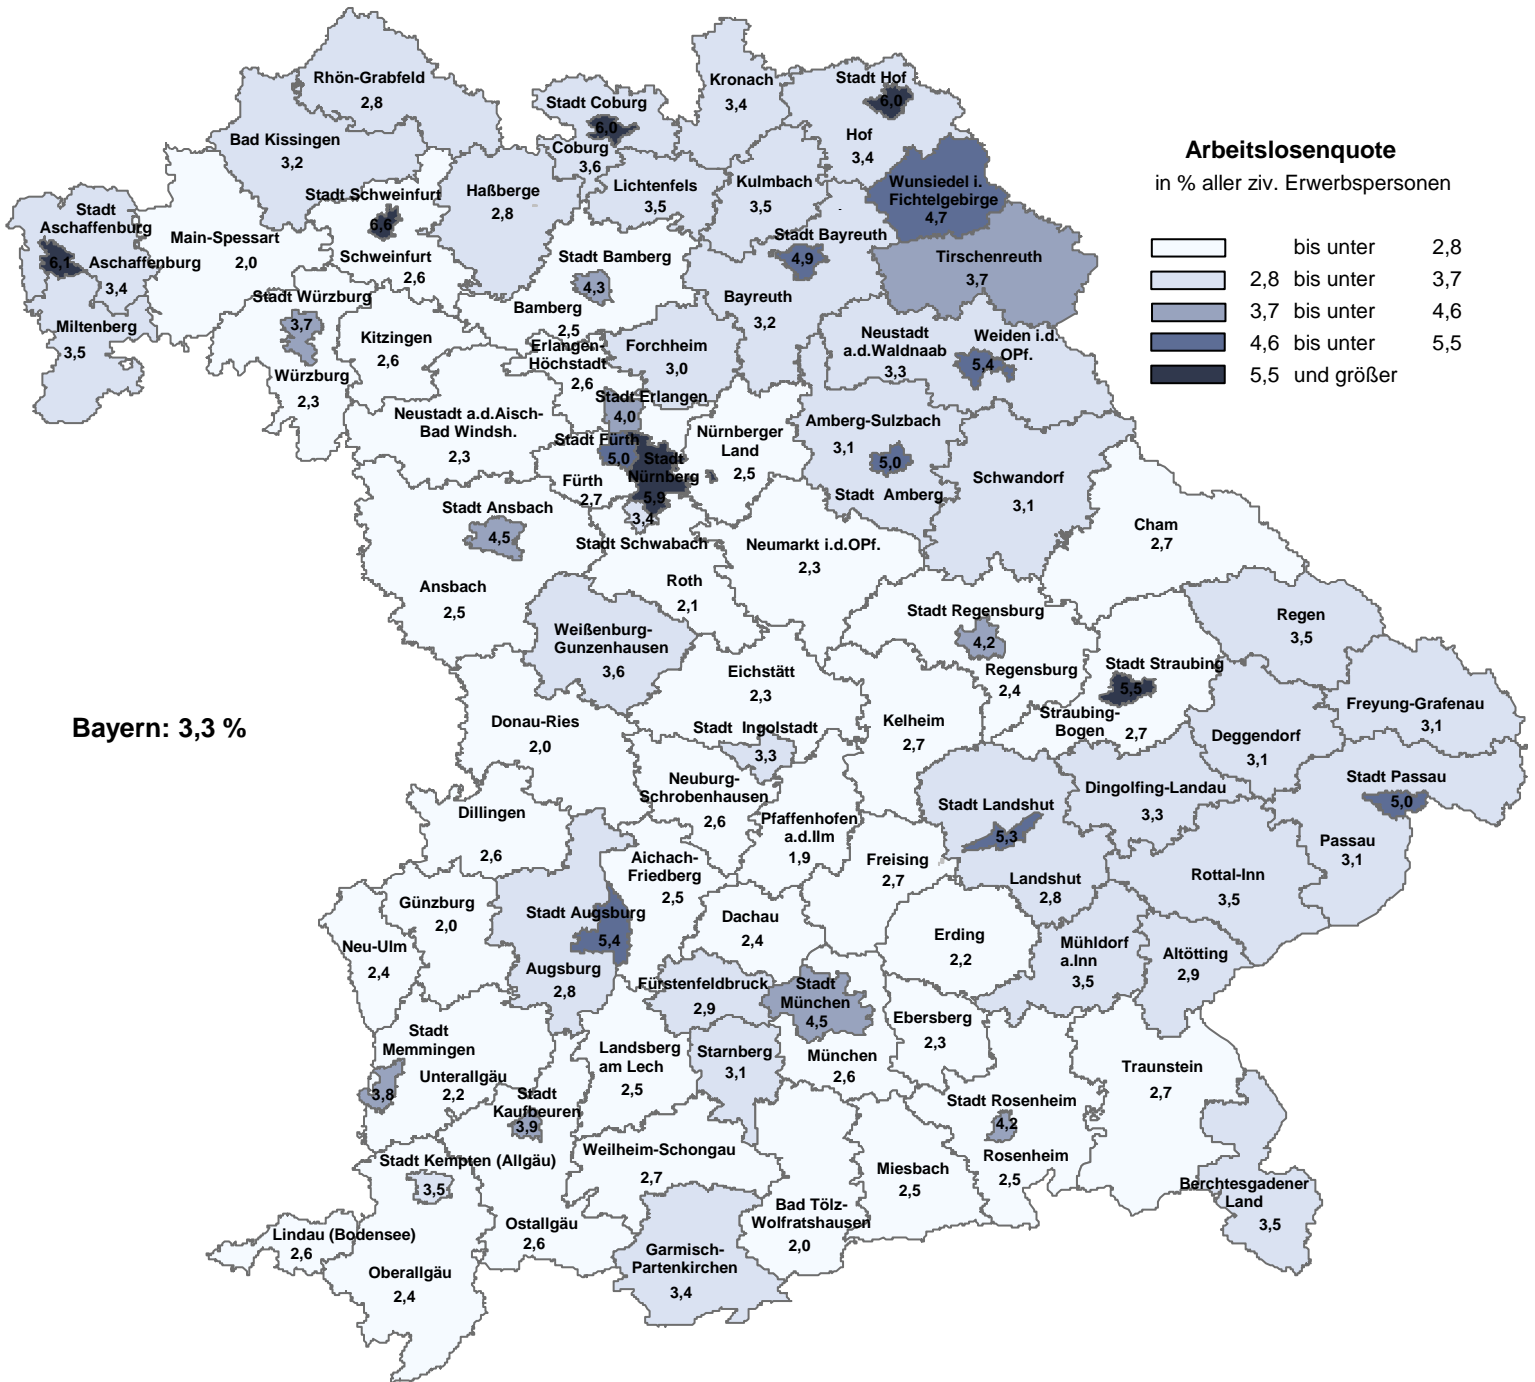 Rhön-Grabfeld
2,8
Bad Kissingen
3,2
Stadt Coburg
6,0
Coburg
3,6
Kronach
3,4
Stadt Hof
6,0
Hof
3,4
Arbeitslosenquote
in % aller ziv. Erwerbspersonen
bis unter 2,8
2,8 bis unter 3,7
3,7 bis unter 4,6
4,6 bis unter 5,5
5,5 und größer
Wunsiedel i.
Fichtelgebirge
4,7
Stadt Schweinfurt
6,6
Schweinfurt
2,6
Haßberge
2,8
Lichtenfels
3,5
Kulmbach
3,5
Stadt Bayreuth
4,9
Bayreuth
3,2
Tirschenreuth
3,7
Stadt
Aschaffenburg
6,1
Aschaffenburg
3,4
Main-Spessart
2,0
Miltenberg
3,5
Stadt Würzburg
3,7
Würzburg
2,3
Kitzingen
2,6
Stadt Bamberg
4,3
Bamberg
2,5
Erlangen-
Höchstadt
2,6
Forchheim
3,0
Neustadt
a.d.Waldnaab
3,3
Weiden i.d.
OPf.
5,4
Stadt Erlangen
4,0
Neustadt a.d.Aisch-
Bad Windsh.
2,3
Stadt Fürth
5,0
Fürth
2,7
Stadt
Nürnberg
5,9
Nürnberger
Land
2,5
Amberg-Sulzbach
3,1
5,0
Stadt Amberg
Schwandorf
3,1
Cham
2,7
Stadt Ansbach
4,5
Ansbach
2,5
3,4
Stadt Schwabach
Roth
2,1
Neumarkt i.d.OPf.
2,3
Weißenburg-
Gunzenhausen
3,6
Stadt Regensburg
4,2
Regensburg
2,4
Regen
3,5
Stadt Straubing
5,5
Straubing-
Bogen
2,7
Freyung-Grafenau
3,1
Deggendorf
3,1
Bayern: 3,3 %
Donau-Ries
2,0
Eichstätt
2,3
Stadt Ingolstadt
3,3
Kelheim
2,7
Neuburg-
Schrobenhausen
2,6
Pfaffenhofen
a.d.Ilm
1,9
Stadt Landshut
5,3
Landshut
2,8
Dingolfing-Landau
3,3
Stadt Passau
5,0
Passau
3,1
Rottal-Inn
3,5
Dillingen
2,6
Aichach-
Friedberg
2,5
Freising
2,7
Günzburg
2,0
Neu-Ulm
2,4
Stadt Augsburg
5,4
Augsburg
2,8
Dachau
2,4
Erding
2,2
Mühldorf
a.Inn
3,5
Altötting
2,9
Fürstenfeldbruck
2,9
Stadt
München
4,5
München
2,6
Ebersberg
2,3
Stadt
Memmingen
3,8
Unterallgäu
2,2
Landsberg
am Lech
2,5
Starnberg
3,1
Traunstein
2,7
Stadt
Kaufbeuren
3,9
Stadt Rosenheim
4,2
Rosenheim
2,5
Weilheim-Schongau
2,7
Miesbach
2,5
Berchtesgadener
Land
3,5
Stadt Kempten (Allgäu)
3,5
Bad Tölz-
Wolfratshausen
2,0
Lindau (Bodensee)
2,6
Ostallgäu
2,6
Oberallgäu
2,4
Garmisch-
Partenkirchen
3,4